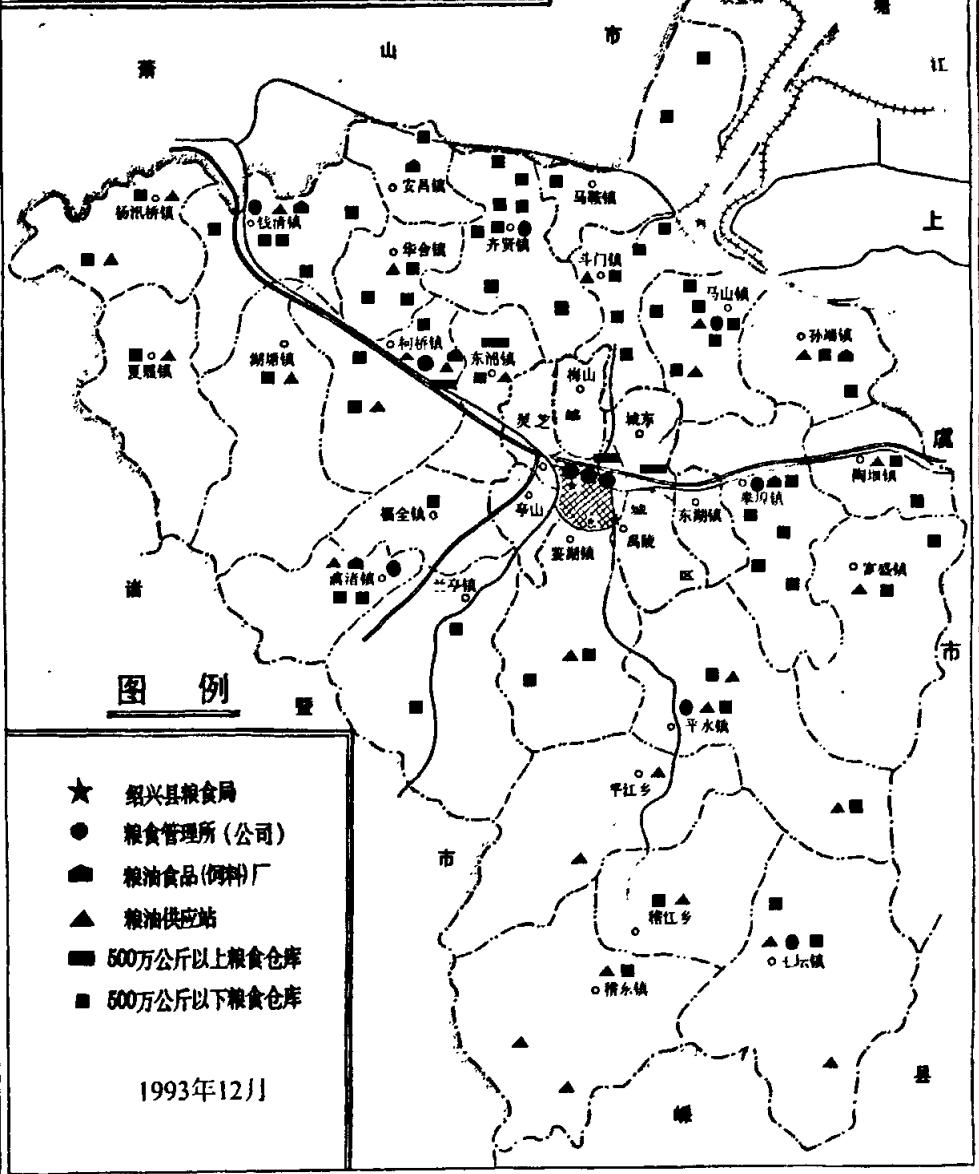 山
市
萧
江
安昌镇
马鞍镇
杨汛桥镇
钱清镇
上
华舍镇
齐贤镇
斗门镇
马山镇
孙端镇
柯桥镇
东浦镇
湖塘镇
夏履镇
梅山
灵芝
城东
虞
陶堰镇
皋埠镇
东湖镇
亭山
福全镇
城
禹陵
鉴湖镇
区
富盛镇
漓渚镇
兰亭镇
诸
市
图 例
暨
平水镇
平江乡
绍兴县粮食局
粮食管理所(公司)
粮油食品(饲料)厂
粮油供应站
500万公斤以上粮食仓库
500万公斤以下粮食仓库
市
稽江乡
稽东镇
1993年12月
嵊
县